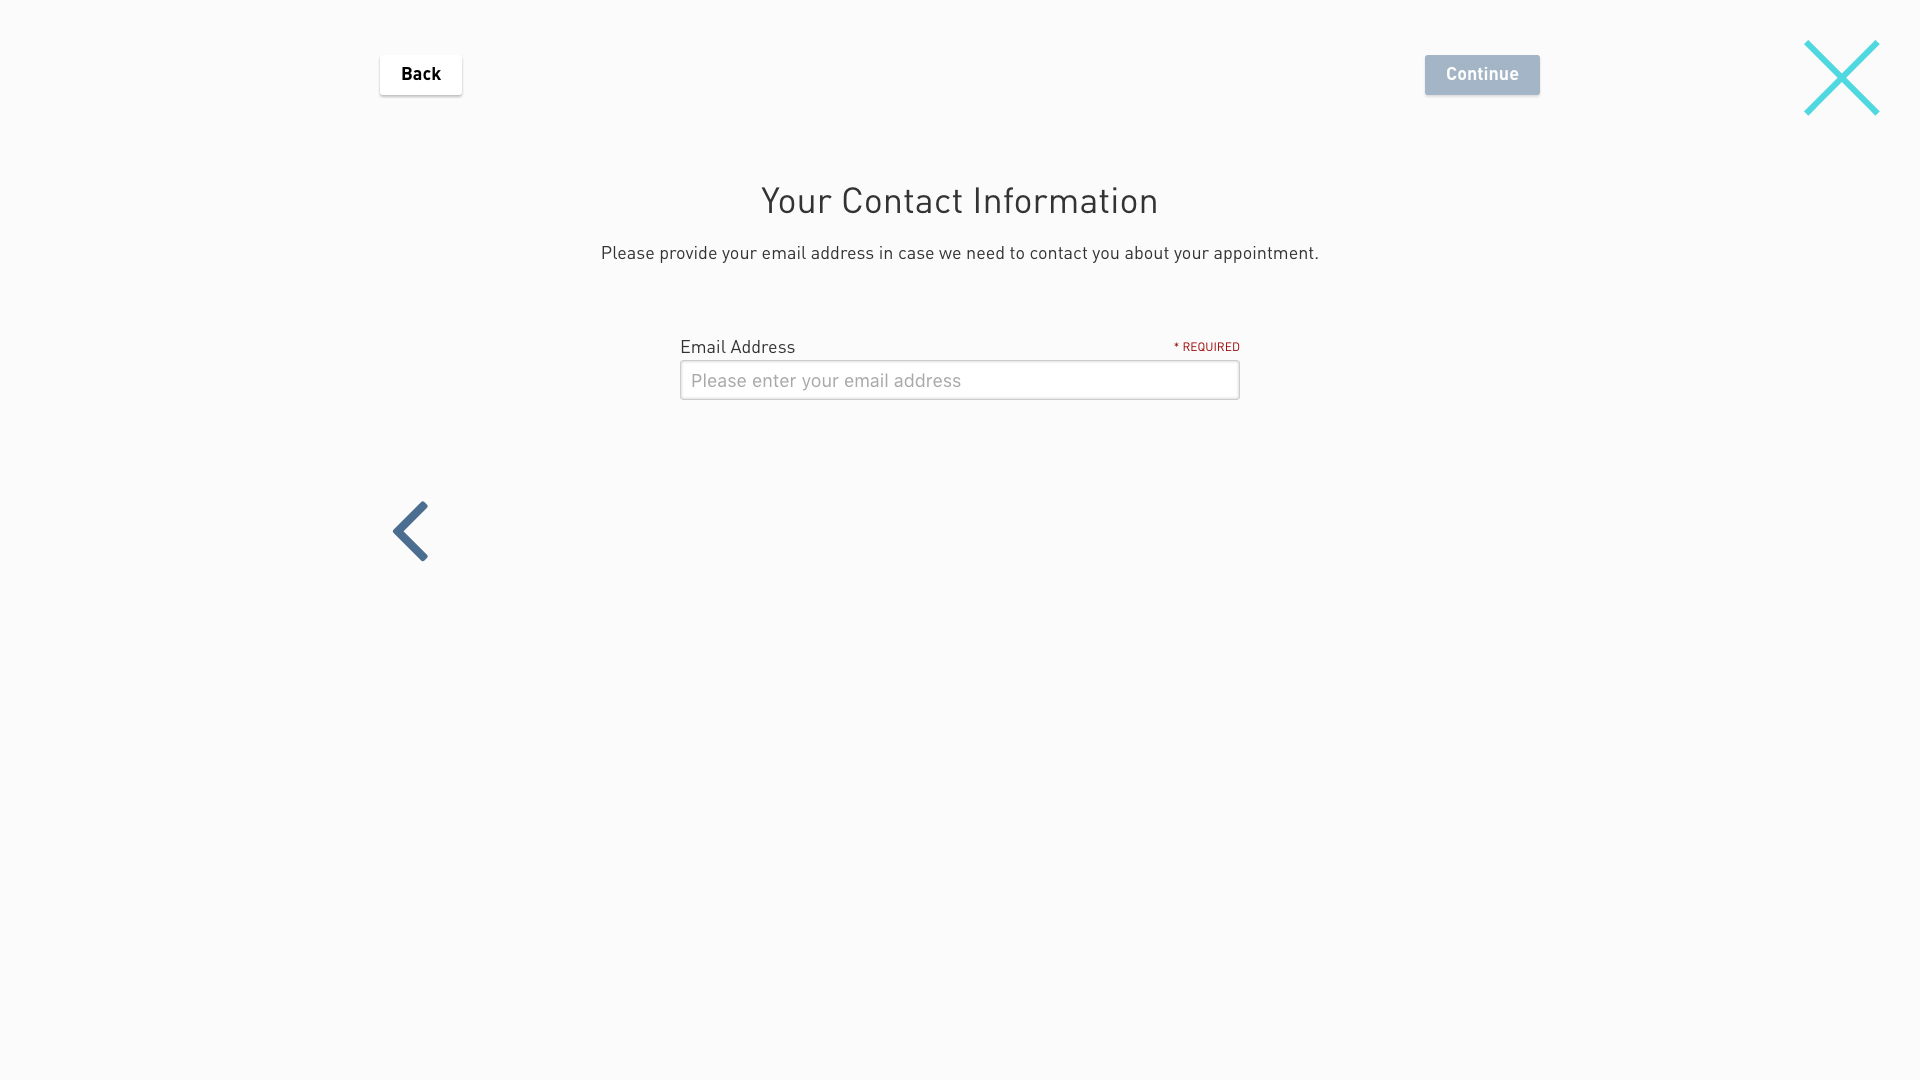 Back
Continue
Your Contact Information
Please provide your email address in case we need to contact you about your appointment.
Email Address
* REQUIRED
Please enter your email address